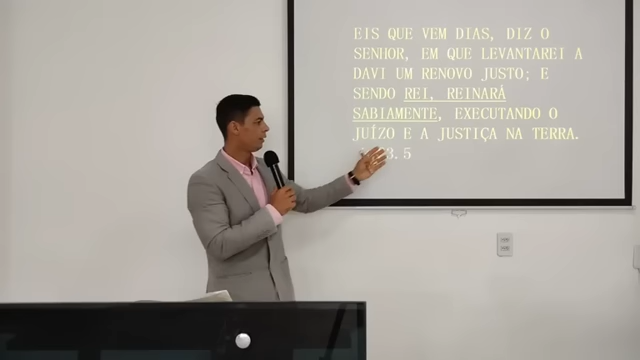 EIS QUE VEM DIAS, DIZ O
SENHOR, EM QUE LEVANTAREI A
DAVI UM RENOVO JUSTO; E
SENDO REI, REINARÁ
SABIAMENTE, EXECUTANDO O
JUÍZO E A JUSTIÇA NA TERRA.
3.5